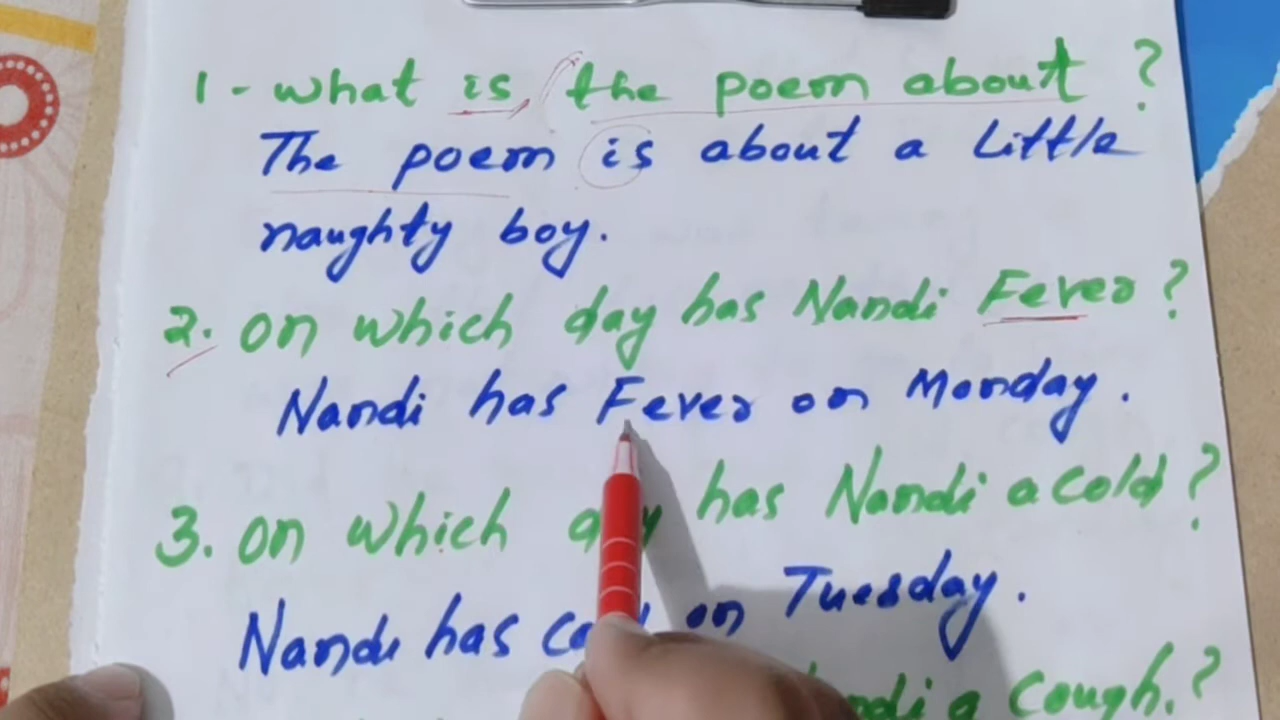 1 - what is the poem about ?
The poem is about a Little
naughty boy.
2. on which day has Nandi Fever ?
Nandi has Fever on Monday.
3. on which day has Nandi a cold ?
Nandi has on Tuesday.
a cough.?